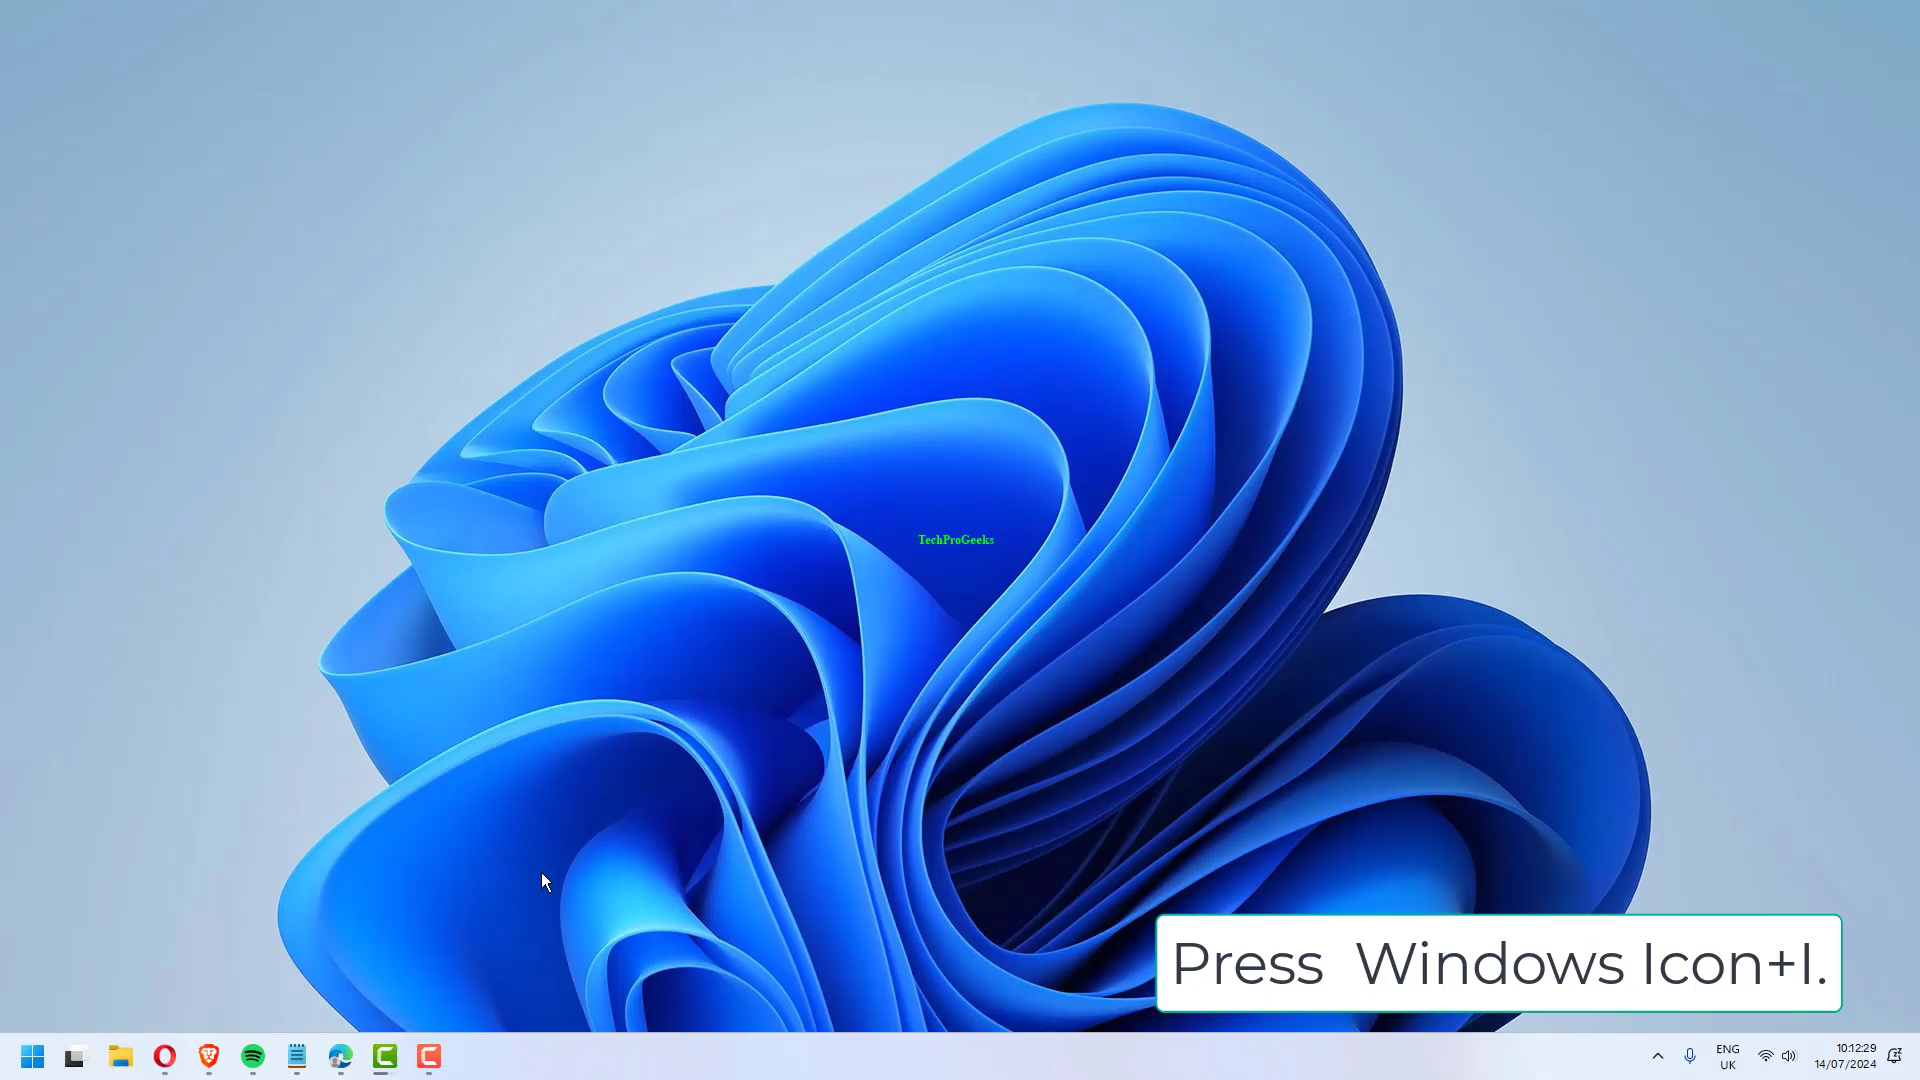 TechProGeeks
Press Windows Icon+I.
ENG
UK
10:12:29
14/07/2024